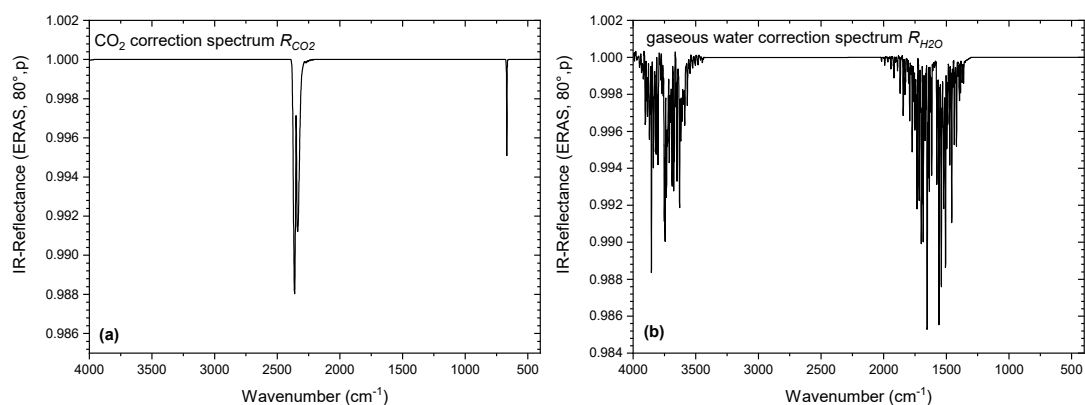 CO2 correction spectrum RCO2
1.002
1.000
0.998
0.996
0.994
0.992
0.990
0.988
0.986
IR-Reflectance (ERAS, 80°,p)
(a)
4000 3500 3000 2500 2000 1500 1000 500
Wavenumber (cm-1)
gaseous water correction spectrum RH2O
1.002
1.000
0.998
0.996
0.994
0.992
0.990
0.988
0.986
0.984
IR-Reflectance (ERAS, 80°,p)
(b)
4000 3500 3000 2500 2000 1500 1000 500
Wavenumber (cm-1)